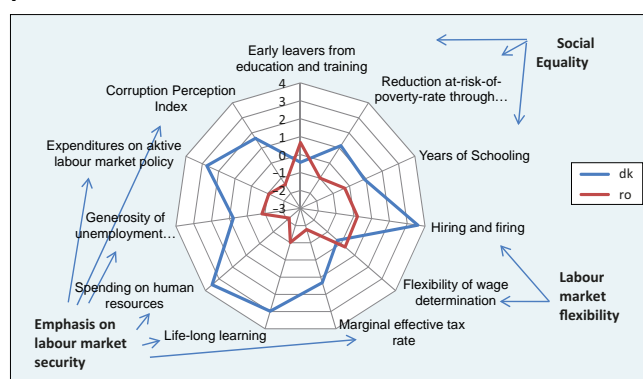 Early leavers from
education and training
Social
Equality
Corruption Perception
Index
Reduction at-risk-of-
poverty-rate through…
4
3
2
1
0
-1
-2
-3
Expenditures on aktive
labour market policy
Years of Schooling
dk
ro
Generosity of
unemployment…
Hiring and firing
Spending on human
resources
Flexibility of wage
determination
Labour
market
flexibility
Emphasis on
labour market
security
Life-long learning
Marginal effective tax
rate